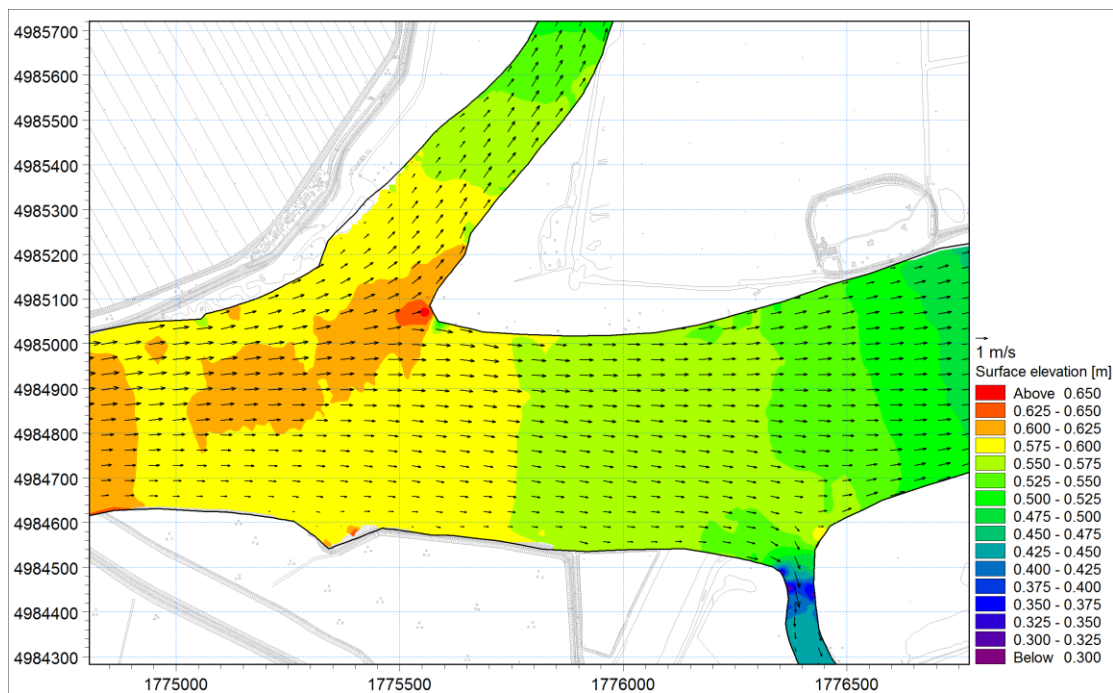 4985700
4985600
4985500
4985400
4985300
4985200
4985100
4985000
4984900
4984800
4984700
4984600
4984500
4984400
4984300
1775000 1775500 1776000 1776500
1 m/s
Surface elevation [m]
Above 0.650
0.625 - 0.650
0.600 - 0.625
0.575 - 0.600
0.550 - 0.575
0.525 - 0.550
0.500 - 0.525
0.475 - 0.500
0.450 - 0.475
0.425 - 0.450
0.400 - 0.425
0.375 - 0.400
0.350 - 0.375
0.325 - 0.350
0.300 - 0.325
Below 0.300